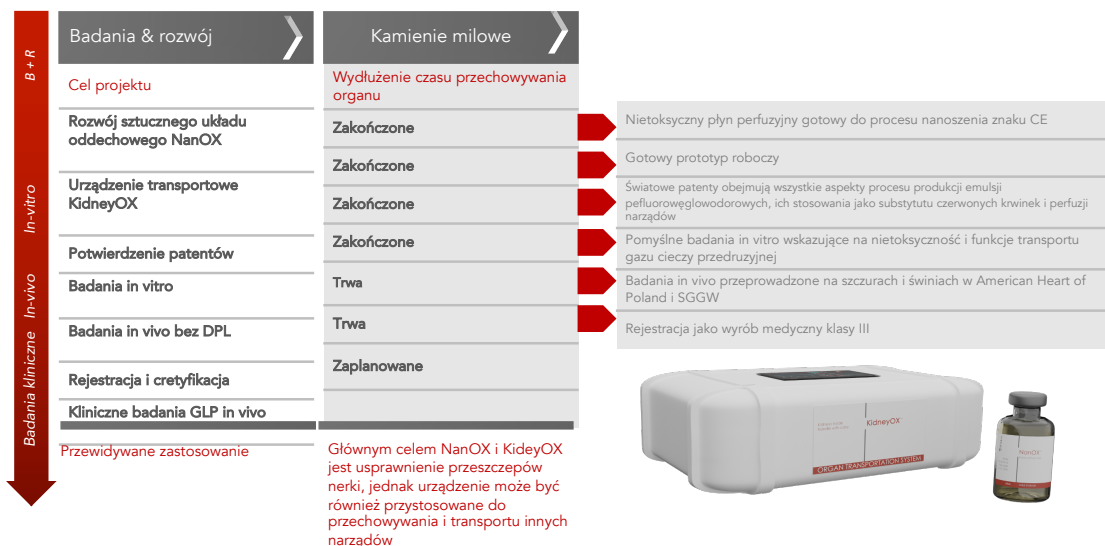 B + R
In-vitro
In-vivo
Badania kliniczne
Badania & rozwój
Kamienie milowe
Cel projektu
Wydłużenie czasu przechowywania
organu
Rozwój sztucznego układu
oddechowego NanOX
Zakończone
Nietoksyczny płyn perfuzyjny gotowy do procesu nanoszenia znaku CE
Zakończone
Gotowy prototyp roboczy
Urządzenie transportowe
KidneyOX
Zakończone
Światowe patenty obejmują wszystkie aspekty procesu produkcji emulsji
pefluorowęglowodorowych, ich stosowania jako substytutu czerwonych krwinek i perfuzji
narządów
Potwierdzenie patentów
Zakończone
Pomyślne badania in vitro wskazujące na nietoksyczność i funkcje transportu
gazu cieczy przedruzyjnej
Badania in vitro
Trwa
Badania in vivo przeprowadzone na szczurach i świniach w American Heart of
Poland i SGGW
Badania in vivo bez DPL
Trwa
Rejestracja jako wyrób medyczny klasy III
Rejestracja i cretyfikacja
Zaplanowane
Kliniczne badania GLP in vivo
Przewidywane zastosowanie
Głównym celem NanOX i KideyOX
jest usprawnienie przeszczepów
nerki, jednak urządzenie może być
również przystosowane do
przechowywania i transportu innych
narządów
KidneyOX
ORGAN TRANSPORTATION SYSTEM
NanOX